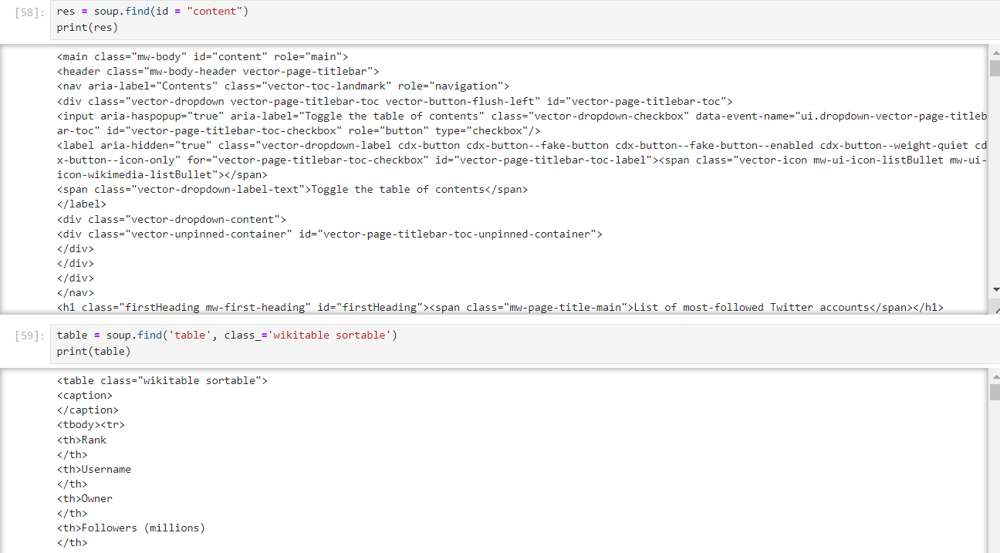 [58]: res = soup.find(id = "content")
print(res)
<main class="mw-body" id="content" role="main">
<header class="mw-body-header vector-page-titlebar">
<nav aria-label="Contents" class="vector-toc-landmark" role="navigation">
<div class="vector-dropdown vector-page-titlebar-toc vector-button-flush-left" id="vector-page-titlebar-toc">
<input aria-haspopup="true" aria-label="Toggle the table of contents" class="vector-dropdown-checkbox" data-event-name="ui.dropdown-vector-page-titleb
ar-toc" id="vector-page-titlebar-toc-checkbox" role="button" type="checkbox"/>
<label aria-hidden="true" class="vector-dropdown-label cdx-button cdx-button--fake-button cdx-button--fake-button--enabled cdx-button--weight-quiet cd
x-button--icon-only" for="vector-page-titlebar-toc-checkbox" id="vector-page-titlebar-toc-label"><span class="vector-icon mw-ui-icon-listBullet mw-ui-
icon-wikimedia-listBullet"></span>
<span class="vector-dropdown-label-text">Toggle the table of contents</span>
</label>
<div class="vector-dropdown-content">
<div class="vector-unpinned-container" id="vector-page-titlebar-toc-unpinned-container">
</div>
</div>
</div>
</nav>
<h1 class="firstHeading mw-first-heading" id="firstHeading"><span class="mw-page-title-main">List of most-followed Twitter accounts</span></h1>
[59]: table = soup.find('table', class_='wikitable sortable')
print(table)
<table class="wikitable sortable">
<caption>
</caption>
<tbody><tr>
<th>Rank
</th>
<th>Username
</th>
<th>Owner
</th>
<th>Followers (millions)
</th>